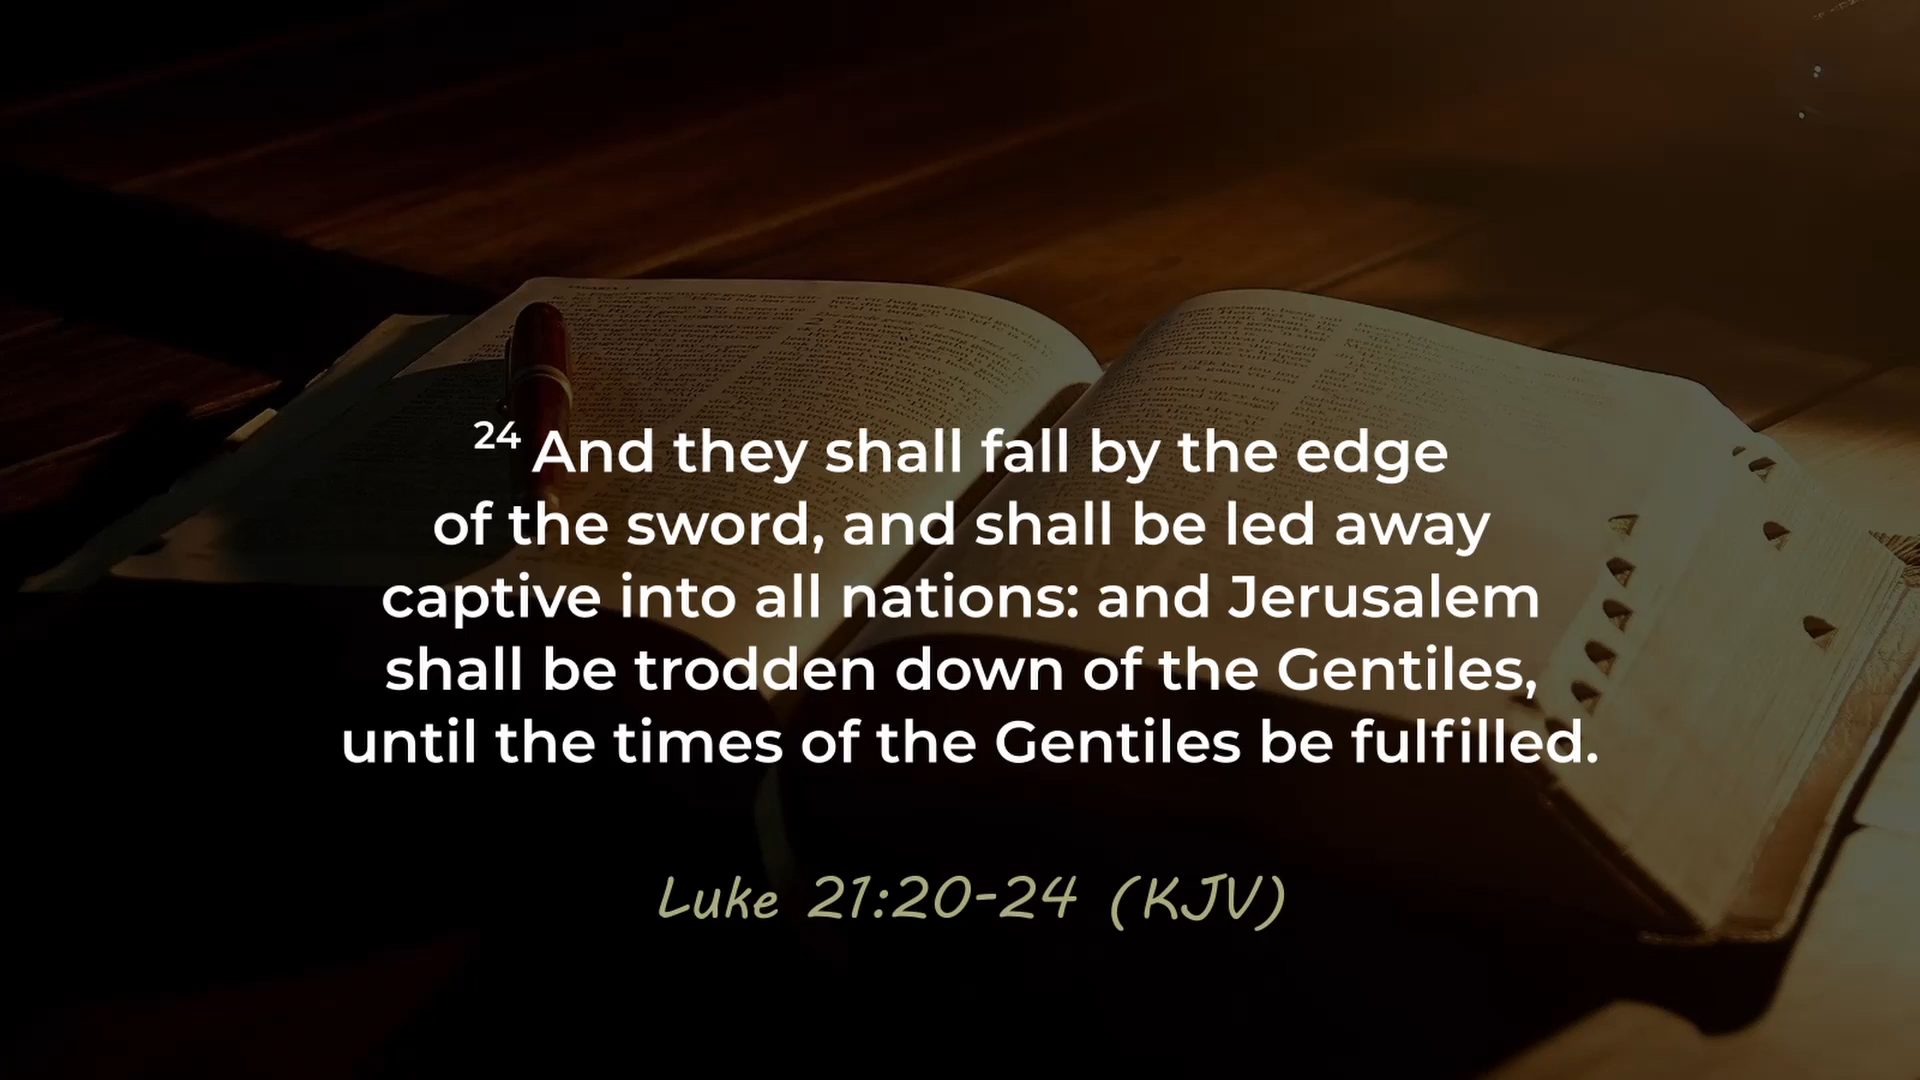 24 And they shall fall by the edge
of the sword, and shall be led away
captive into all nations: and Jerusalem
shall be trodden down of the Gentiles,
until the times of the Gentiles be fulfilled.
Luke 21:20-24 (KJV)